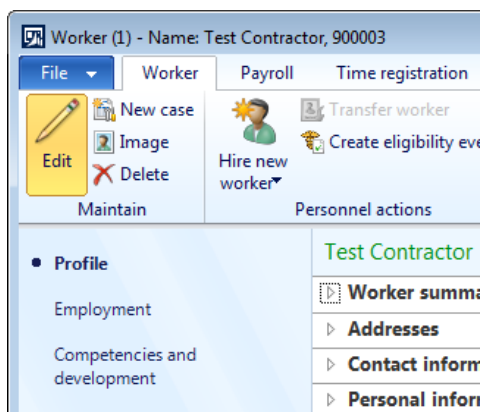 Worker (1) - Name: Test Contractor, 900003
File Worker Payroll Time registration
New case
Transfer worker
Image
Create eligibility eve
Edit
Delete
Hire new
worker
Maintain
Personnel actions
Profile
Employment
Competencies and
development
Test Contractor
Worker summa
Addresses
Contact inform
Personal inform